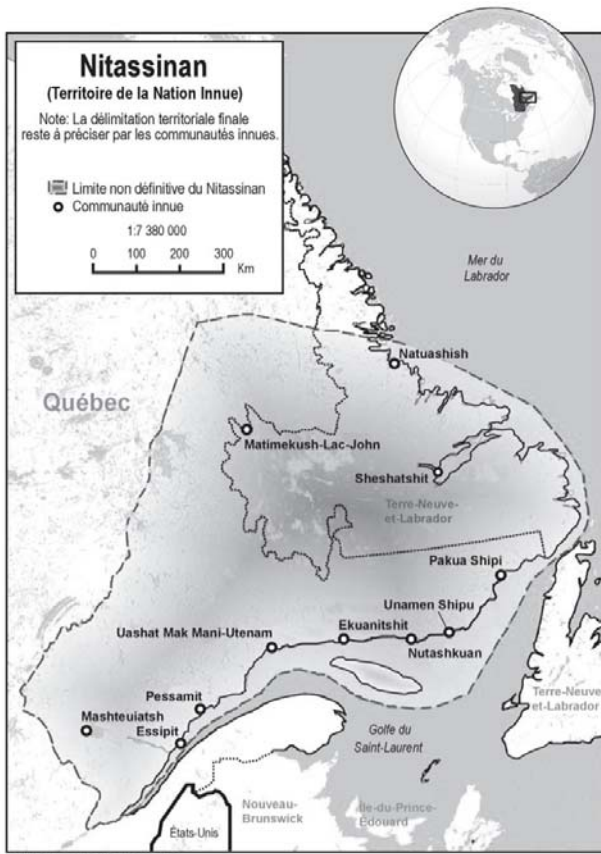 Nitassinan
(Territoire de la Nation Innue)
Note: La délimitation territoriale finale
reste à préciser par les communautés innues.
Limite non définitive du Nitassinan
Communauté innue
1:7 380 000
0 100 200 300
Km
Mer du
Labrador
Natuashish
Québec
Matimekush-Lac-John
Sheshatshit
Terre-Neuve-
et-Labrador
Pakua Shipi
Unamen Shipu
Ekuanitshit
Uashat Mak Mani-Utenam
Nutashkuan
Pessamit
Mashteuiatsh
Essipit
Terre-Neuve-
et-Labrador
Golfe du
Saint-Laurent
Nouveau-
Brunswick
Île-du-Prince-
Édouard
États-Unis